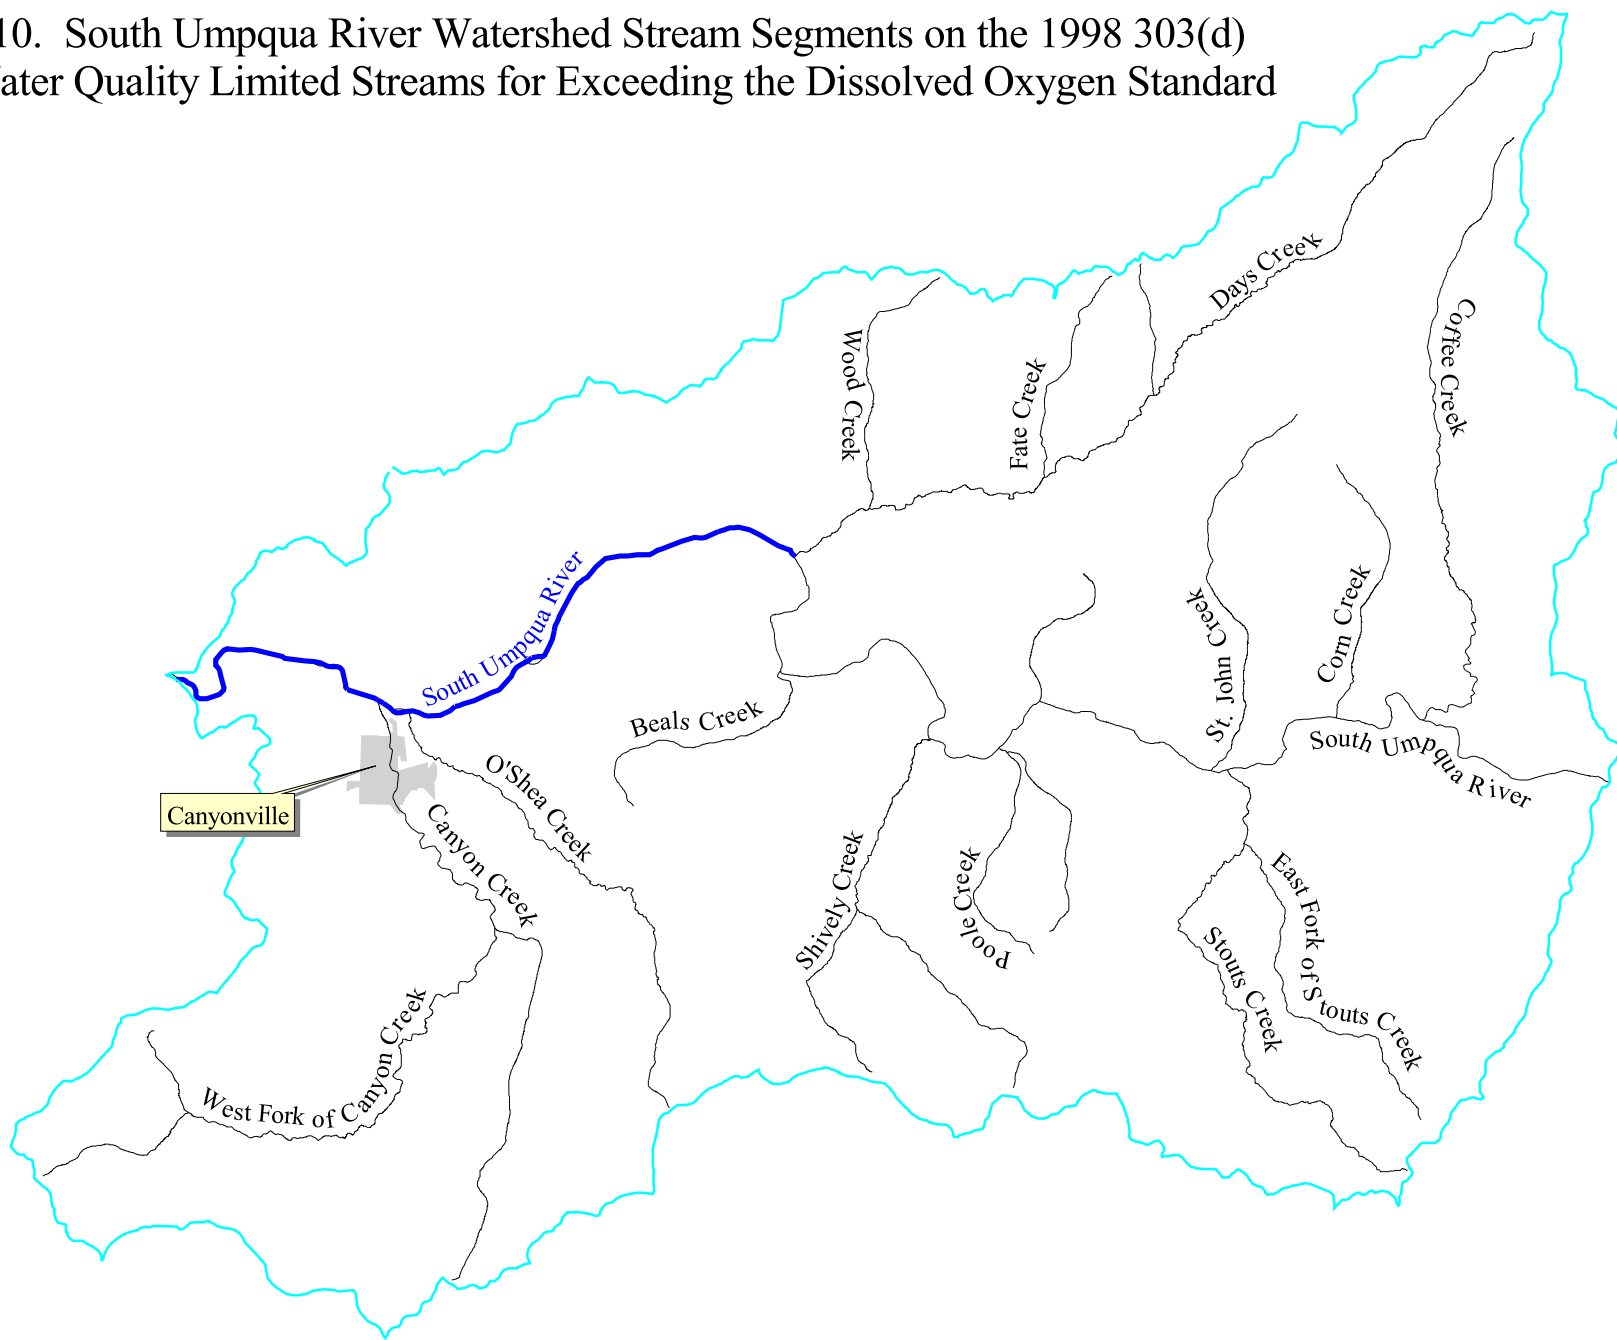 10. South Umpqua River Watershed Stream Segments on the 1998 303(d)
ater Quality Limited Streams for Exceeding the Dissolved Oxygen Standard
Days Creek
Coffee Creek
Wood Creek
Fate Creek
South Umpqua River
St. John Creek
Corn Creek
Beals Creek
South Umpqua River
O'Shea Creek
Canyonville
Canyon Creek
Shively Creek
Poole Creek
East Fork of Stouts Creek
Stouts Creek
West Fork of Canyon Creek